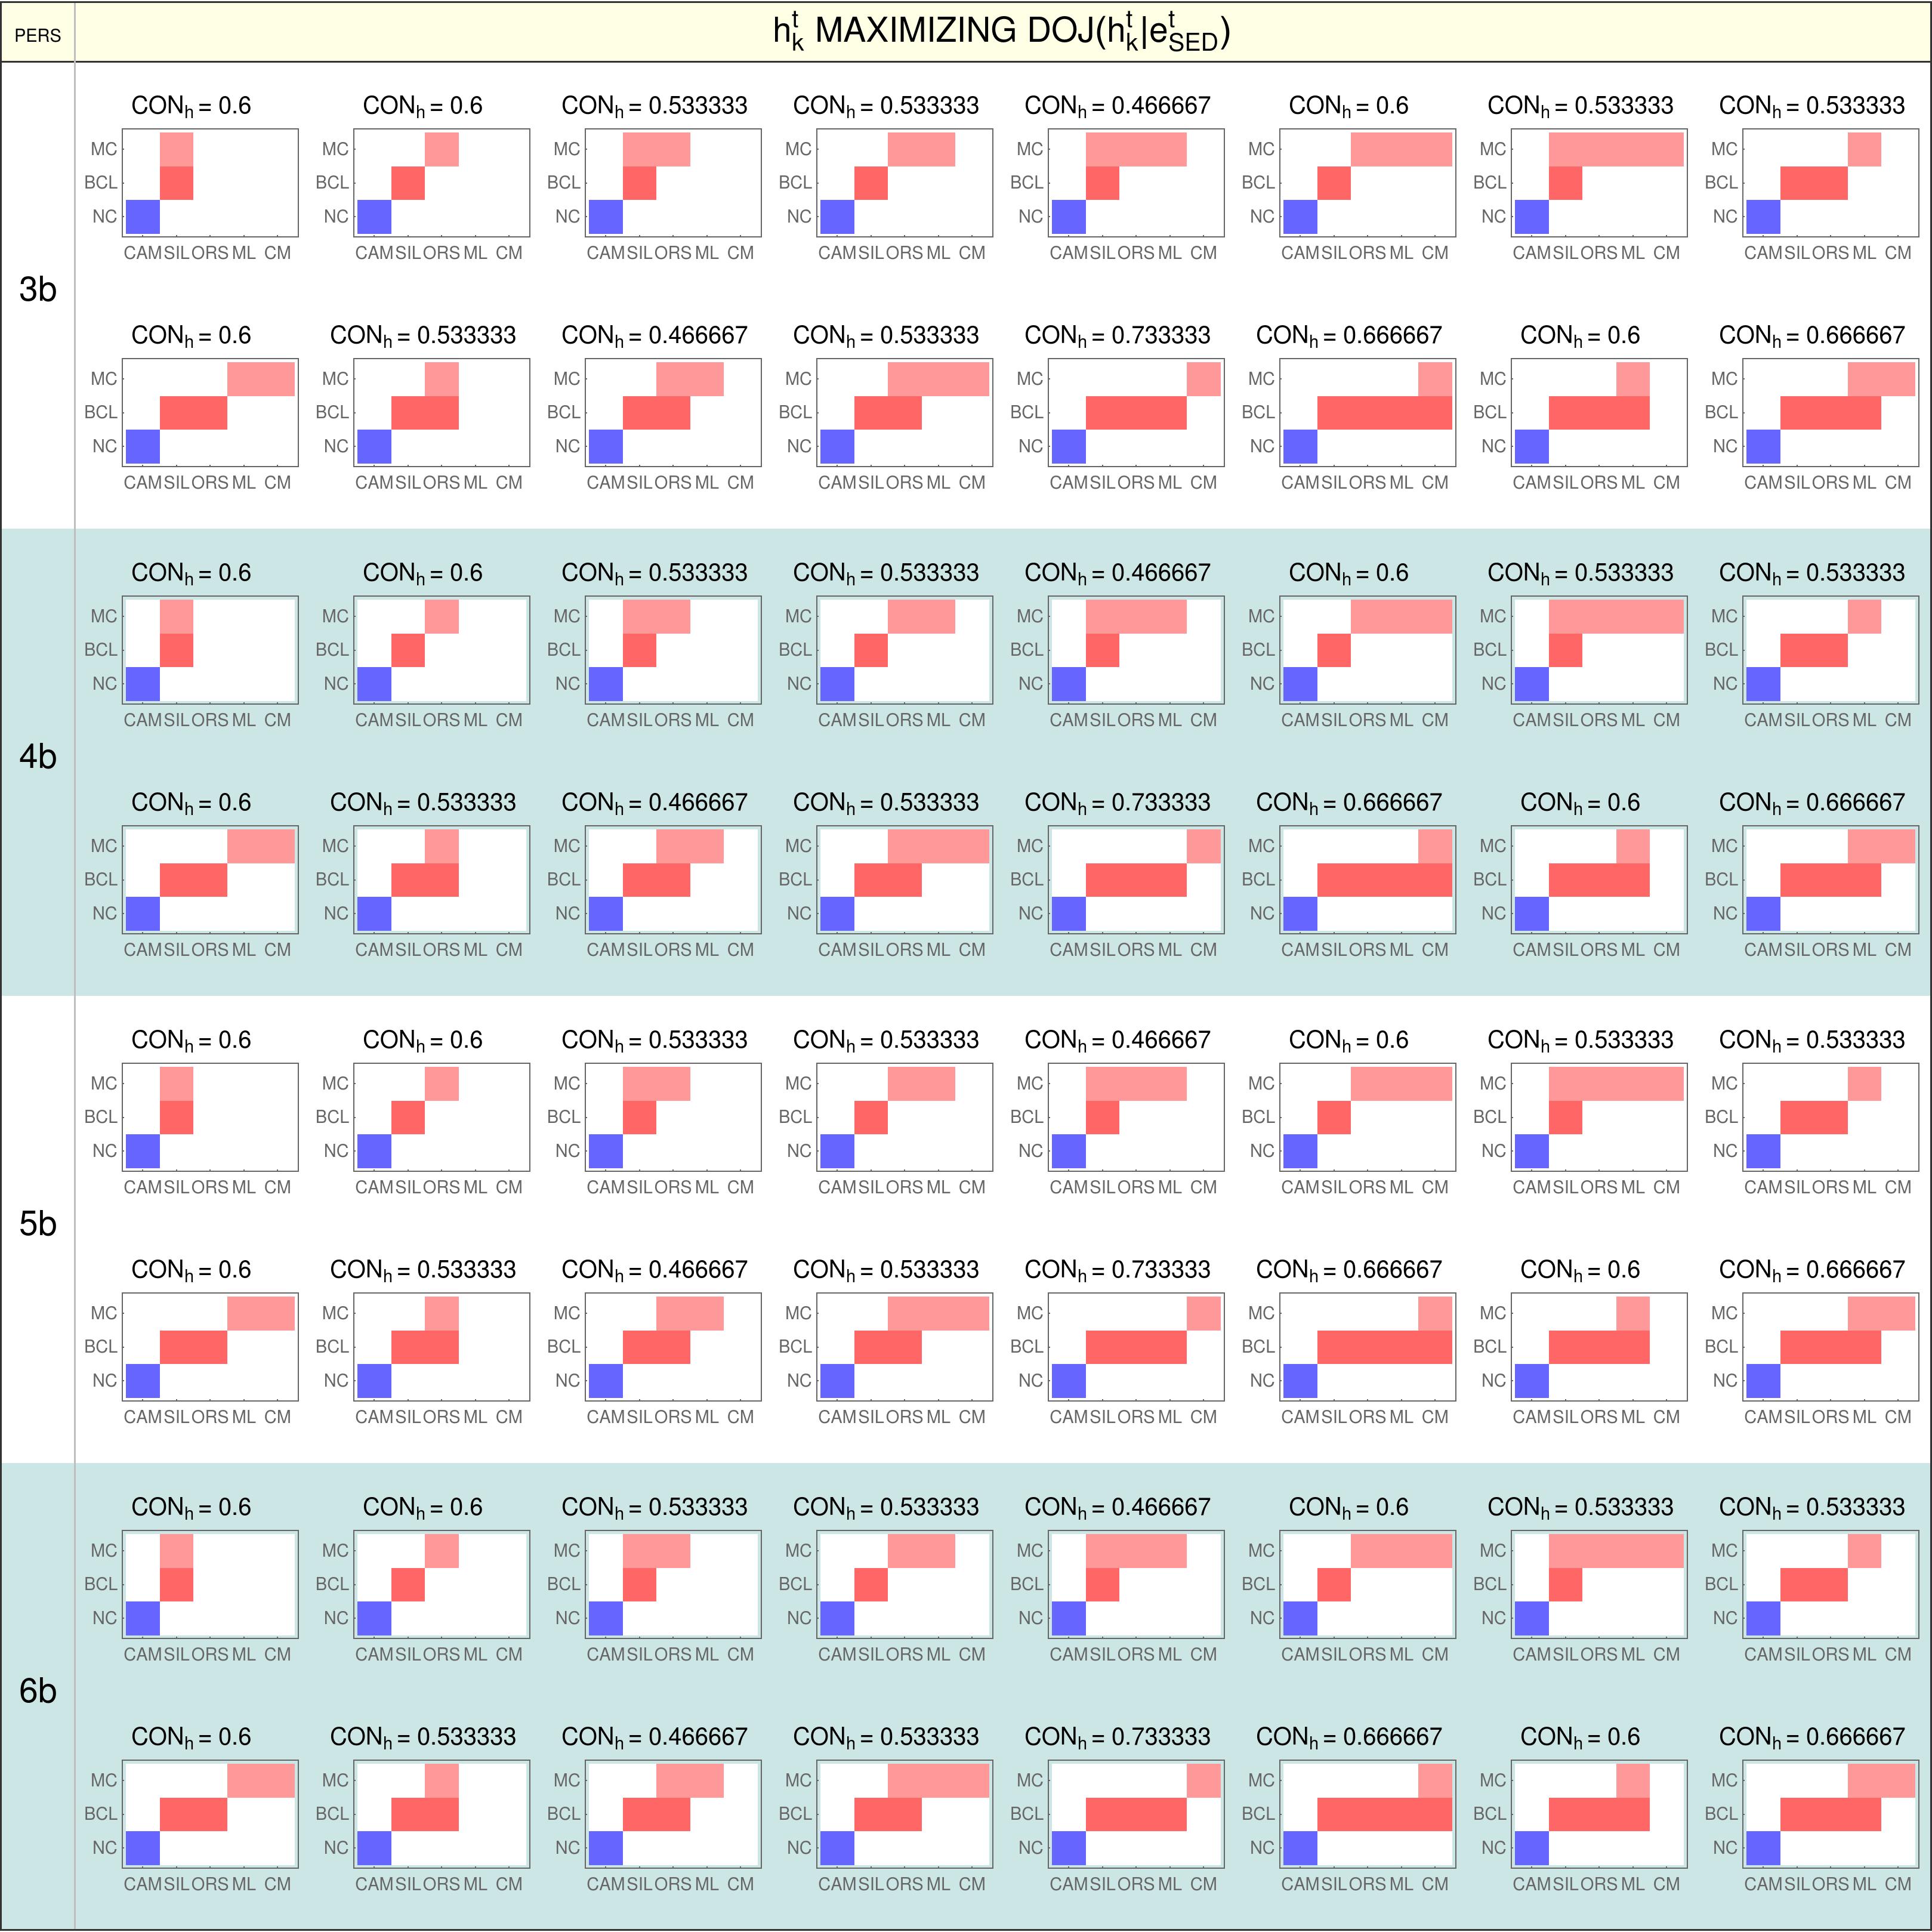 PERS h^t_k MAXIMIZING DOJ(h^t_k|e^t_SED)
3b
CON_h = 0.6 CON_h = 0.6 CON_h = 0.533333 CON_h = 0.533333 CON_h = 0.466667 CON_h = 0.6 CON_h = 0.533333 CON_h = 0.533333
MC MC MC MC MC MC MC MC
BCL BCL BCL BCL BCL BCL BCL BCL
NC NC NC NC NC NC NC NC
CAM SIL ORS ML CM CAM SIL ORS ML CM CAM SIL ORS ML CM CAM SIL ORS ML CM CAM SIL ORS ML CM CAM SIL ORS ML CM CAM SIL ORS ML CM CAM SIL ORS ML CM
CON_h = 0.6 CON_h = 0.533333 CON_h = 0.466667 CON_h = 0.533333 CON_h = 0.733333 CON_h = 0.666667 CON_h = 0.6 CON_h = 0.666667
MC MC MC MC MC MC MC MC
BCL BCL BCL BCL BCL BCL BCL BCL
NC NC NC NC NC NC NC NC
CAM SIL ORS ML CM CAM SIL ORS ML CM CAM SIL ORS ML CM CAM SIL ORS ML CM CAM SIL ORS ML CM CAM SIL ORS ML CM CAM SIL ORS ML CM CAM SIL ORS ML CM
4b
CON_h = 0.6 CON_h = 0.6 CON_h = 0.533333 CON_h = 0.533333 CON_h = 0.466667 CON_h = 0.6 CON_h = 0.533333 CON_h = 0.533333
MC MC MC MC MC MC MC MC
BCL BCL BCL BCL BCL BCL BCL BCL
NC NC NC NC NC NC NC NC
CAM SIL ORS ML CM CAM SIL ORS ML CM CAM SIL ORS ML CM CAM SIL ORS ML CM CAM SIL ORS ML CM CAM SIL ORS ML CM CAM SIL ORS ML CM CAM SIL ORS ML CM
CON_h = 0.6 CON_h = 0.533333 CON_h = 0.466667 CON_h = 0.533333 CON_h = 0.733333 CON_h = 0.666667 CON_h = 0.6 CON_h = 0.666667
MC MC MC MC MC MC MC MC
BCL BCL BCL BCL BCL BCL BCL BCL
NC NC NC NC NC NC NC NC
CAM SIL ORS ML CM CAM SIL ORS ML CM CAM SIL ORS ML CM CAM SIL ORS ML CM CAM SIL ORS ML CM CAM SIL ORS ML CM CAM SIL ORS ML CM CAM SIL ORS ML CM
5b
CON_h = 0.6 CON_h = 0.6 CON_h = 0.533333 CON_h = 0.533333 CON_h = 0.466667 CON_h = 0.6 CON_h = 0.533333 CON_h = 0.533333
MC MC MC MC MC MC MC MC
BCL BCL BCL BCL BCL BCL BCL BCL
NC NC NC NC NC NC NC NC
CAM SIL ORS ML CM CAM SIL ORS ML CM CAM SIL ORS ML CM CAM SIL ORS ML CM CAM SIL ORS ML CM CAM SIL ORS ML CM CAM SIL ORS ML CM CAM SIL ORS ML CM
CON_h = 0.6 CON_h = 0.533333 CON_h = 0.466667 CON_h = 0.533333 CON_h = 0.733333 CON_h = 0.666667 CON_h = 0.6 CON_h = 0.666667
MC MC MC MC MC MC MC MC
BCL BCL BCL BCL BCL BCL BCL BCL
NC NC NC NC NC NC NC NC
CAM SIL ORS ML CM CAM SIL ORS ML CM CAM SIL ORS ML CM CAM SIL ORS ML CM CAM SIL ORS ML CM CAM SIL ORS ML CM CAM SIL ORS ML CM CAM SIL ORS ML CM
6b
CON_h = 0.6 CON_h = 0.6 CON_h = 0.533333 CON_h = 0.533333 CON_h = 0.466667 CON_h = 0.6 CON_h = 0.533333 CON_h = 0.533333
MC MC MC MC MC MC MC MC
BCL BCL BCL BCL BCL BCL BCL BCL
NC NC NC NC NC NC NC NC
CAM SIL ORS ML CM CAM SIL ORS ML CM CAM SIL ORS ML CM CAM SIL ORS ML CM CAM SIL ORS ML CM CAM SIL ORS ML CM CAM SIL ORS ML CM CAM SIL ORS ML CM
CON_h = 0.6 CON_h = 0.533333 CON_h = 0.466667 CON_h = 0.533333 CON_h = 0.733333 CON_h = 0.666667 CON_h = 0.6 CON_h = 0.666667
MC MC MC MC MC MC MC MC
BCL BCL BCL BCL BCL BCL BCL BCL
NC NC NC NC NC NC NC NC
CAM SIL ORS ML CM CAM SIL ORS ML CM CAM SIL ORS ML CM CAM SIL ORS ML CM CAM SIL ORS ML CM CAM SIL ORS ML CM CAM SIL ORS ML CM CAM SIL ORS ML CM